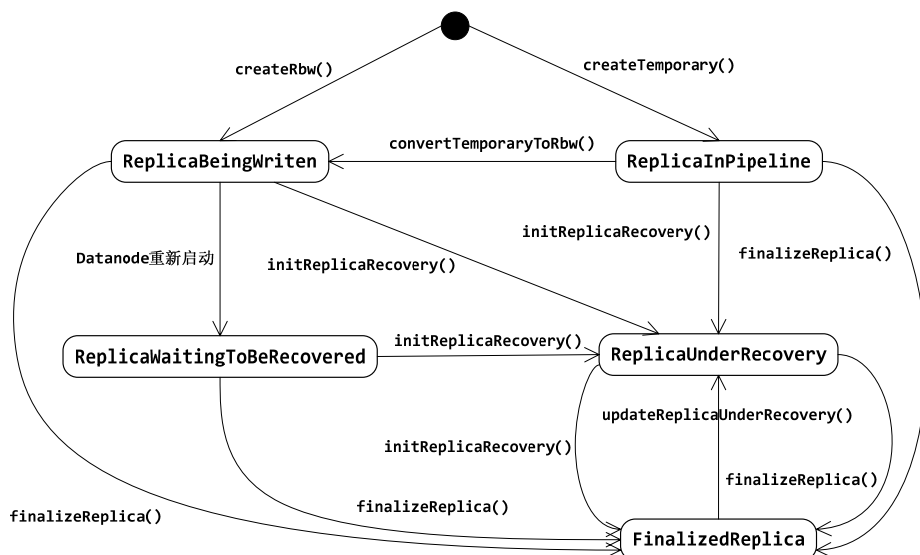 createRbw()
createTemporary()
ReplicaBeingWriten
convertTemporaryToRbw()
ReplicaInPipeline
Datanode重新启动
initReplicaRecovery()
initReplicaRecovery()
finalizeReplica()
ReplicaWaitingToBeRecovered
initReplicaRecovery()
ReplicaUnderRecovery
updateReplicaUnderRecovery()
initReplicaRecovery()
finalizeReplica()
finalizeReplica()
finalizeReplica()
FinalizedReplica